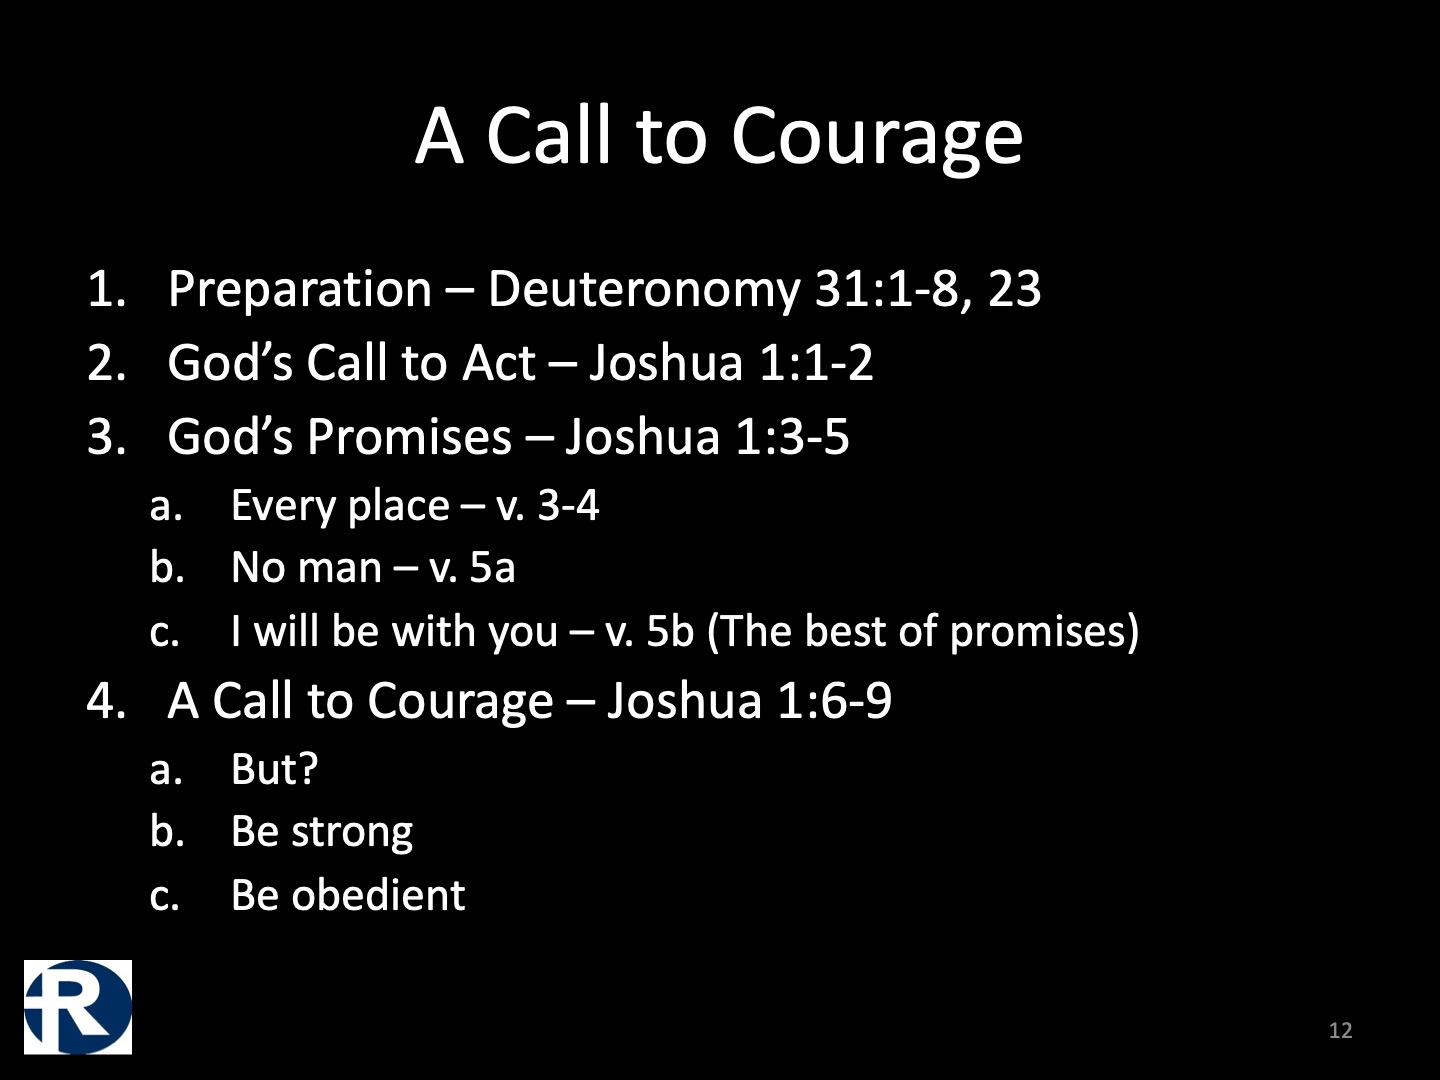 A Call to Courage
1. Preparation – Deuteronomy 31:1-8, 23
2. God’s Call to Act – Joshua 1:1-2
3. God’s Promises – Joshua 1:3-5
a. Every place – v. 3-4
b. No man – v. 5a
c. I will be with you – v. 5b (The best of promises)
4. A Call to Courage – Joshua 1:6-9
a. But?
b. Be strong
c. Be obedient
R
12